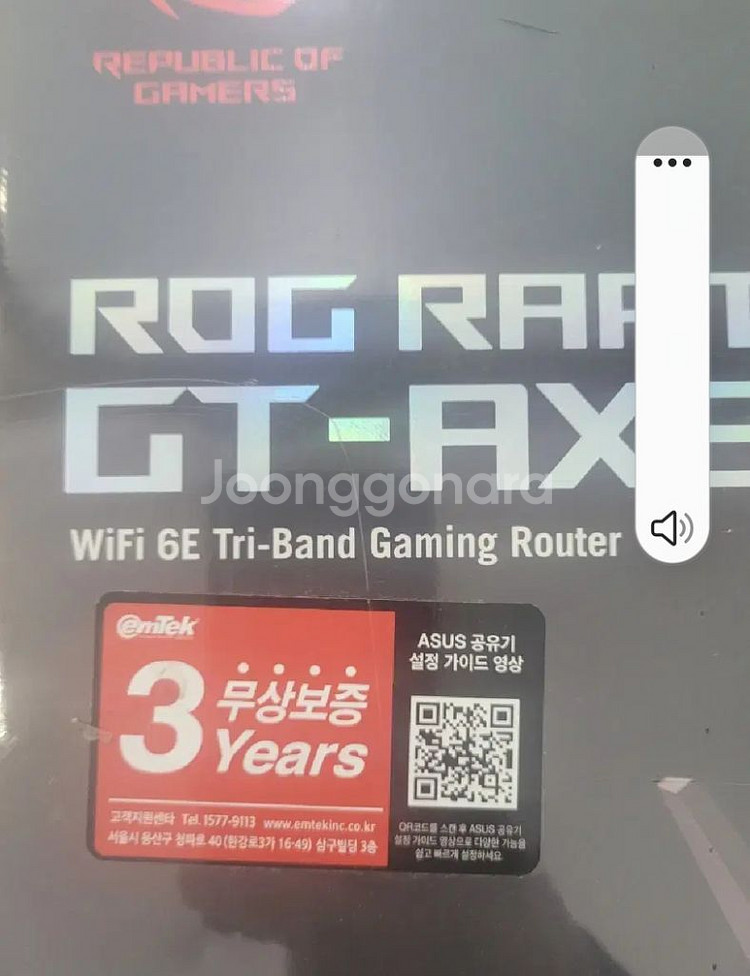 REPUBLIC OF
GAMERS
ROG RAPT
GT-AX
WiFi 6E Tri-Band Gaming Router
Joonggonara
emTek
3 무상보증
Years
고객지원센타 Tel. 1577-9113 www.emtekinc.co.kr
서울시 용산구 청파로 40 (한강로3가 16-49) 삼구빌딩 3층
ASUS 공유기
설정 가이드 영상
QR코드를 스캔 후 ASUS 공유기
설정 가이드 영상으로 다양한 기능을
쉽고 빠르게 설정하세요.